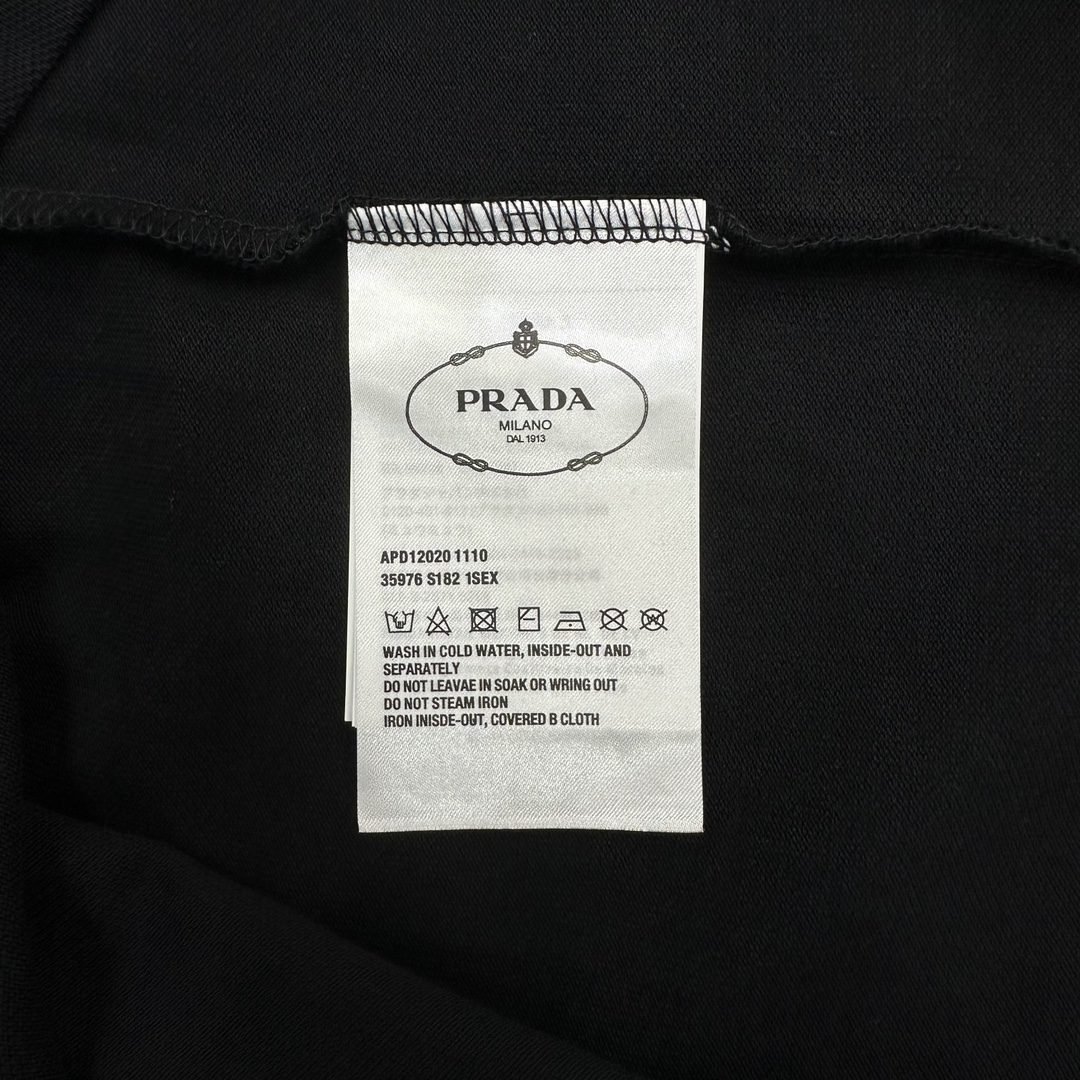 PRADA
MILANO
DAL 1913
APD12020 1110
35976 S182 1SEX
WASH IN COLD WATER, INSIDE-OUT AND
SEPARATELY
DO NOT LEAVAE IN SOAK OR WRING OUT
DO NOT STEAM IRON
IRON INISDE-OUT, COVERED B CLOTH